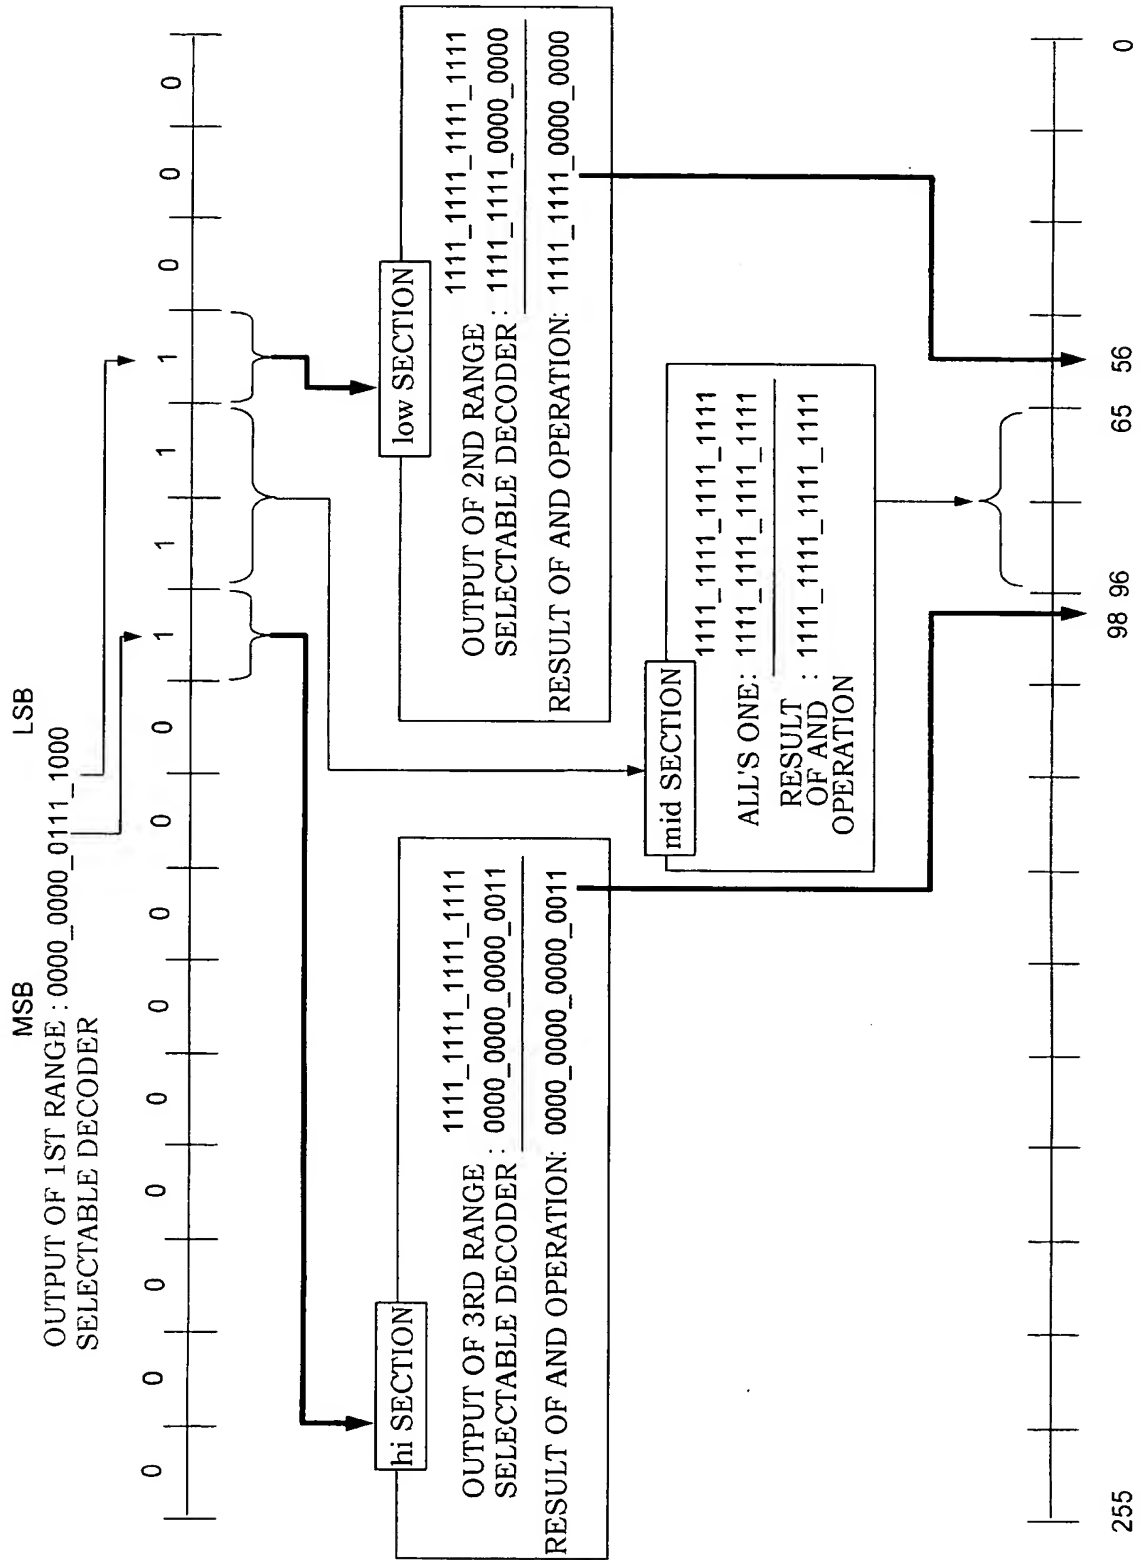 MSB LSB
OUTPUT OF 1ST RANGE : 0000_0000_0111_1000
SELECTABLE DECODER
0 0 0 0 0 0 0 0 0 1 1 1 1 0 0 0
hi SECTION
1111_1111_1111_1111
OUTPUT OF 3RD RANGE
SELECTABLE DECODER : 0000_0000_0000_0011
RESULT OF AND OPERATION: 0000_0000_0000_0011
low SECTION
1111_1111_1111_1111
OUTPUT OF 2ND RANGE
SELECTABLE DECODER : 1111_1111_0000_0000
RESULT OF AND OPERATION: 1111_1111_0000_0000
mid SECTION
1111_1111_1111_1111
ALL'S ONE: 1111_1111_1111_1111
RESULT
OF AND : 1111_1111_1111_1111
OPERATION
255 98 96 65 56 0